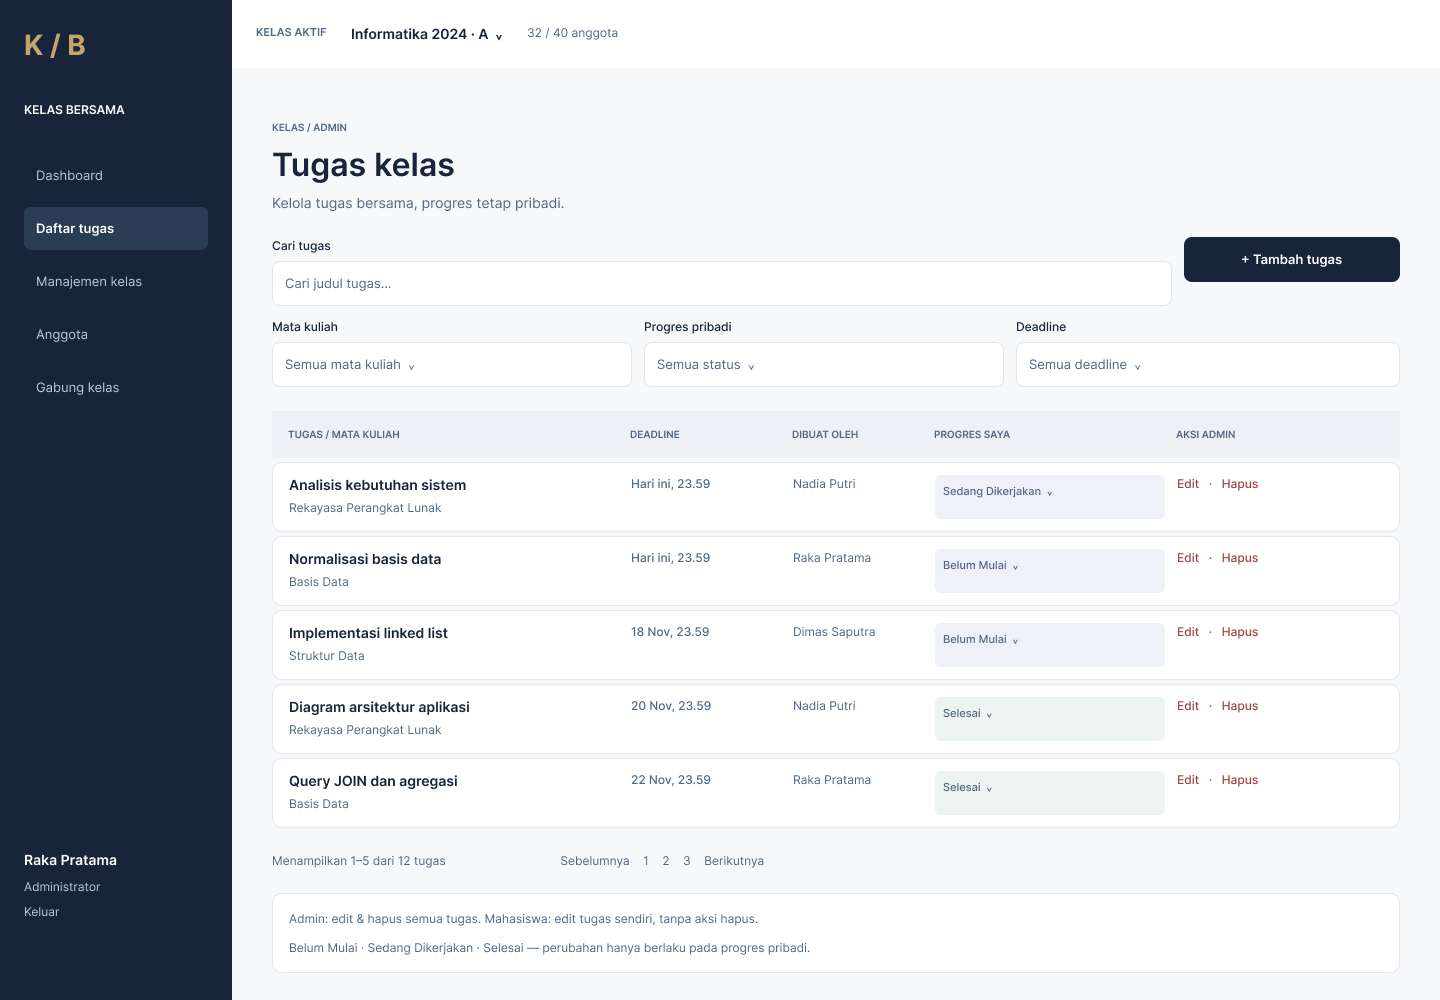 K / B
KELAS BERSAMA
Dashboard
Daftar tugas
Manajemen kelas
Anggota
Gabung kelas
Raka Pratama
Administrator
Keluar
KELAS AKTIF Informatika 2024 · A 32 / 40 anggota
KELAS / ADMIN
Tugas kelas
Kelola tugas bersama, progres tetap pribadi.
Cari tugas
Cari judul tugas...
+ Tambah tugas
Mata kuliah Progres pribadi Deadline
Semua mata kuliah Semua status Semua deadline
TUGAS / MATA KULIAH DEADLINE DIBUAT OLEH PROGRES SAYA AKSI ADMIN
Analisis kebutuhan sistem Hari ini, 23.59 Nadia Putri Sedang Dikerjakan Edit · Hapus
Rekayasa Perangkat Lunak
Normalisasi basis data Hari ini, 23.59 Raka Pratama Belum Mulai Edit · Hapus
Basis Data
Implementasi linked list 18 Nov, 23.59 Dimas Saputra Belum Mulai Edit · Hapus
Struktur Data
Diagram arsitektur aplikasi 20 Nov, 23.59 Nadia Putri Selesai Edit · Hapus
Rekayasa Perangkat Lunak
Query JOIN dan agregasi 22 Nov, 23.59 Raka Pratama Selesai Edit · Hapus
Basis Data
Menampilkan 1–5 dari 12 tugas Sebelumnya 1 2 3 Berikutnya
Admin: edit & hapus semua tugas. Mahasiswa: edit tugas sendiri, tanpa aksi hapus.
Belum Mulai · Sedang Dikerjakan · Selesai — perubahan hanya berlaku pada progres pribadi.